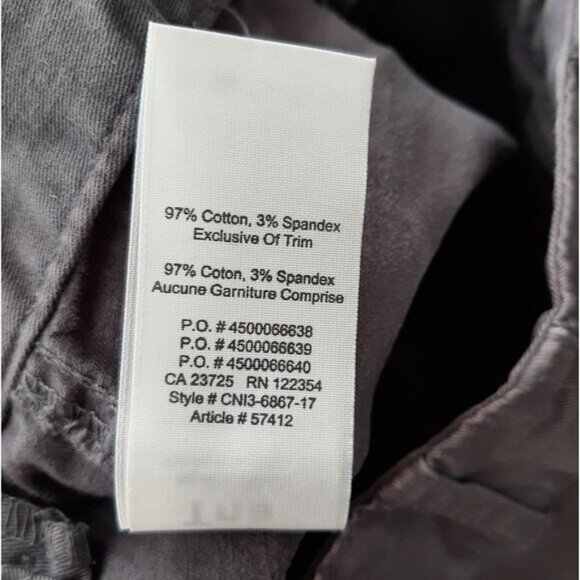 97% Cotton, 3% Spandex
Exclusive Of Trim
97% Coton, 3% Spandex
Aucune Garniture Comprise
P.O. # 4500066638
P.O. # 4500066639
P.O. # 4500066640
CA 23725 RN 122354
Style # CNI3-6867-17
Article # 57412